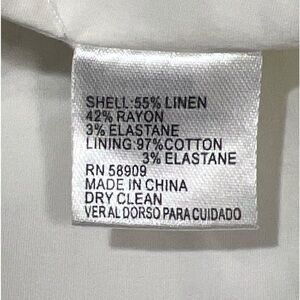 SHELL:55% LINEN
42% RAYON
3% ELASTANE
LINING:97%COTTON
3% ELASTANE
RN 58909
MADE IN CHINA
DRY CLEAN
VER AL DORSO PARA CUIDADO